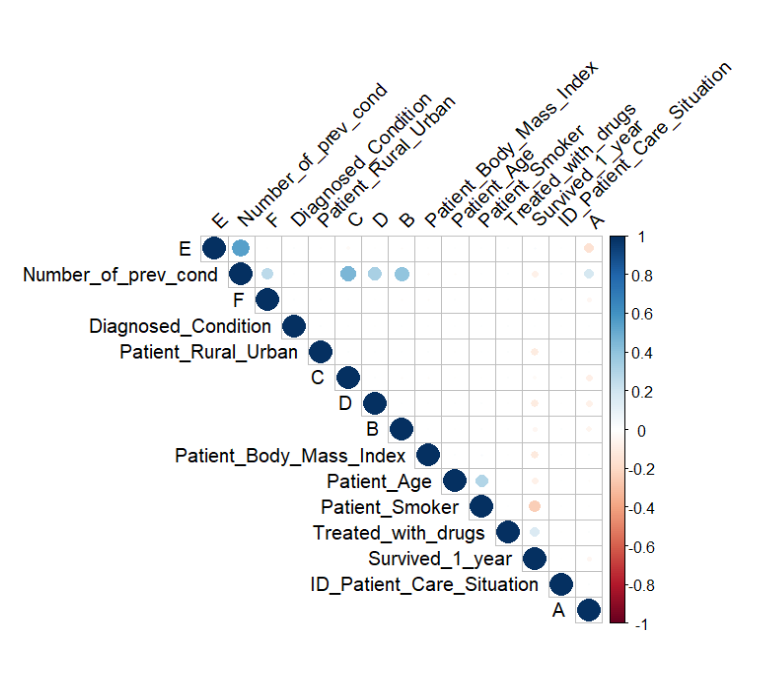 E
Number_of_prev_cond
F
Diagnosed_Condition
Patient_Rural_Urban
C
D
B
Patient_Body_Mass_Index
Patient_Age
Patient_Smoker
Treated_with_drugs
Survived_1_year
ID_Patient_Care_Situation
A
E
Number_of_prev_cond
F
Diagnosed_Condition
Patient_Rural_Urban
C
D
B
Patient_Body_Mass_Index
Patient_Age
Patient_Smoker
Treated_with_drugs
Survived_1_year
ID_Patient_Care_Situation
A
1
0.8
0.6
0.4
0.2
0
-0.2
-0.4
-0.6
-0.8
-1